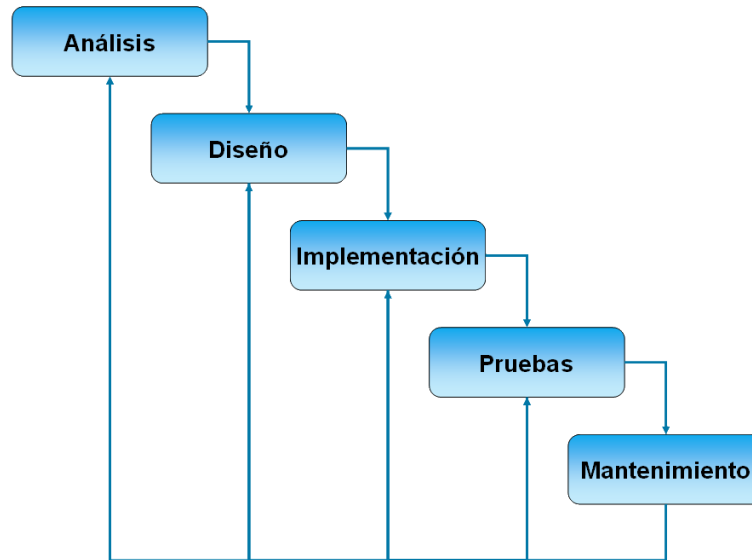 Análisis
Diseño
Implementación
Pruebas
Mantenimiento